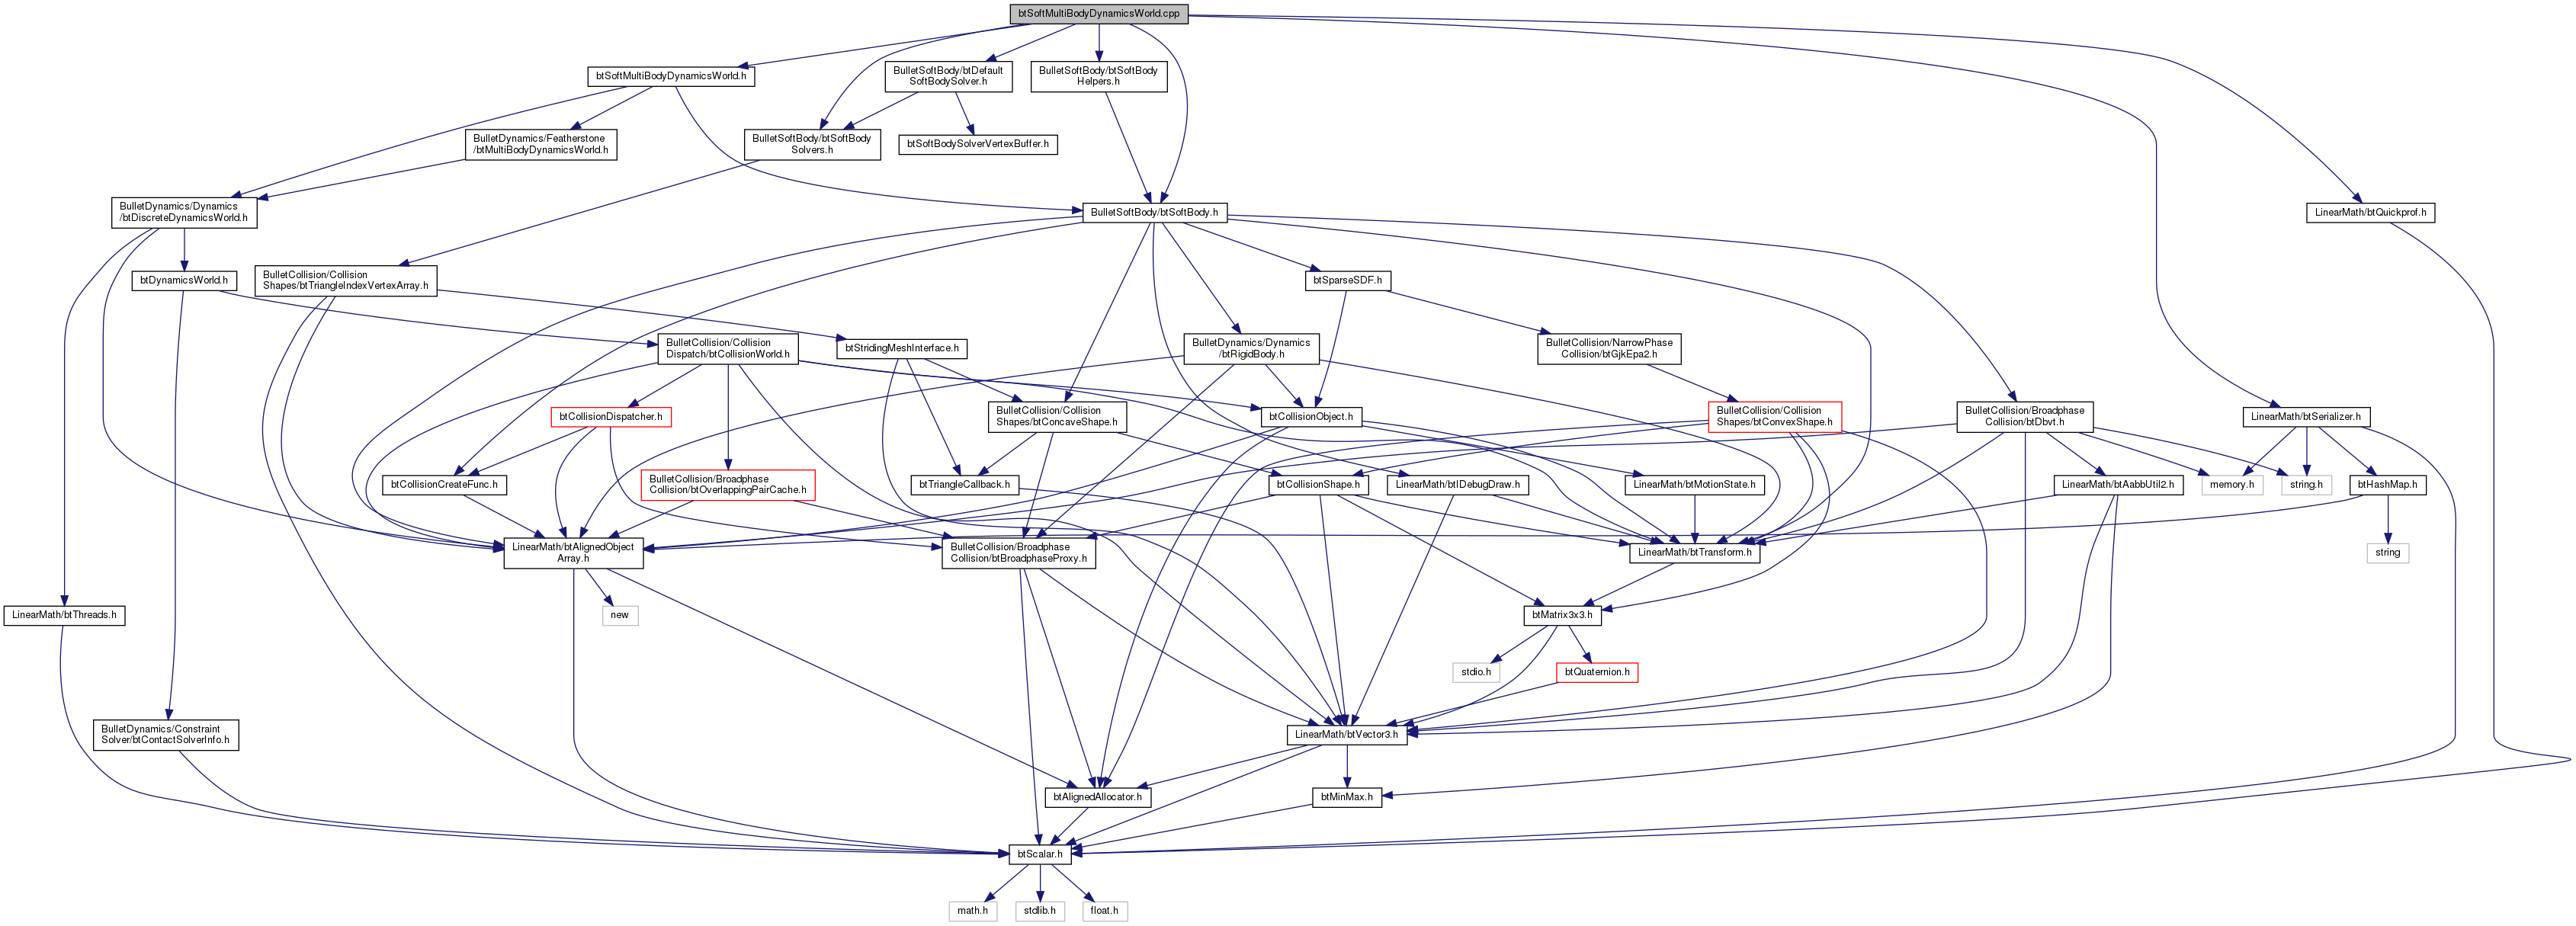 btSoftMultiBodyDynamicsWorld.cpp
btSoftMultiBodyDynamicsWorld.h
BulletSoftBody/btDefault
SoftBodySolver.h
BulletSoftBody/btSoftBody
Helpers.h
BulletDynamics/Featherstone
/btMultiBodyDynamicsWorld.h
BulletSoftBody/btSoftBody
Solvers.h
btSoftBodySolverVertexBuffer.h
BulletDynamics/Dynamics
/btDiscreteDynamicsWorld.h
BulletSoftBody/btSoftBody.h
LinearMath/btQuickprof.h
btDynamicsWorld.h
BulletCollision/Collision
Shapes/btTriangleIndexVertexArray.h
btSparseSDF.h
BulletCollision/Collision
Dispatch/btCollisionWorld.h
btStridingMeshInterface.h
BulletDynamics/Dynamics
/btRigidBody.h
BulletCollision/NarrowPhase
Collision/btGjkEpa2.h
btCollisionDispatcher.h
BulletCollision/Collision
Shapes/btConcaveShape.h
btCollisionObject.h
BulletCollision/Collision
Shapes/btConvexShape.h
BulletCollision/Broadphase
Collision/btDbvt.h
LinearMath/btSerializer.h
btCollisionCreateFunc.h
BulletCollision/Broadphase
Collision/btOverlappingPairCache.h
btTriangleCallback.h
btCollisionShape.h
LinearMath/btIDebugDraw.h
LinearMath/btMotionState.h
LinearMath/btAabbUtil2.h
memory.h
string.h
btHashMap.h
LinearMath/btAlignedObject
Array.h
BulletCollision/Broadphase
Collision/btBroadphaseProxy.h
LinearMath/btTransform.h
string
LinearMath/btThreads.h
new
btMatrix3x3.h
stdio.h
btQuaternion.h
BulletDynamics/Constraint
Solver/btContactSolverInfo.h
LinearMath/btVector3.h
btAlignedAllocator.h
btMinMax.h
btScalar.h
math.h
stdlib.h
float.h